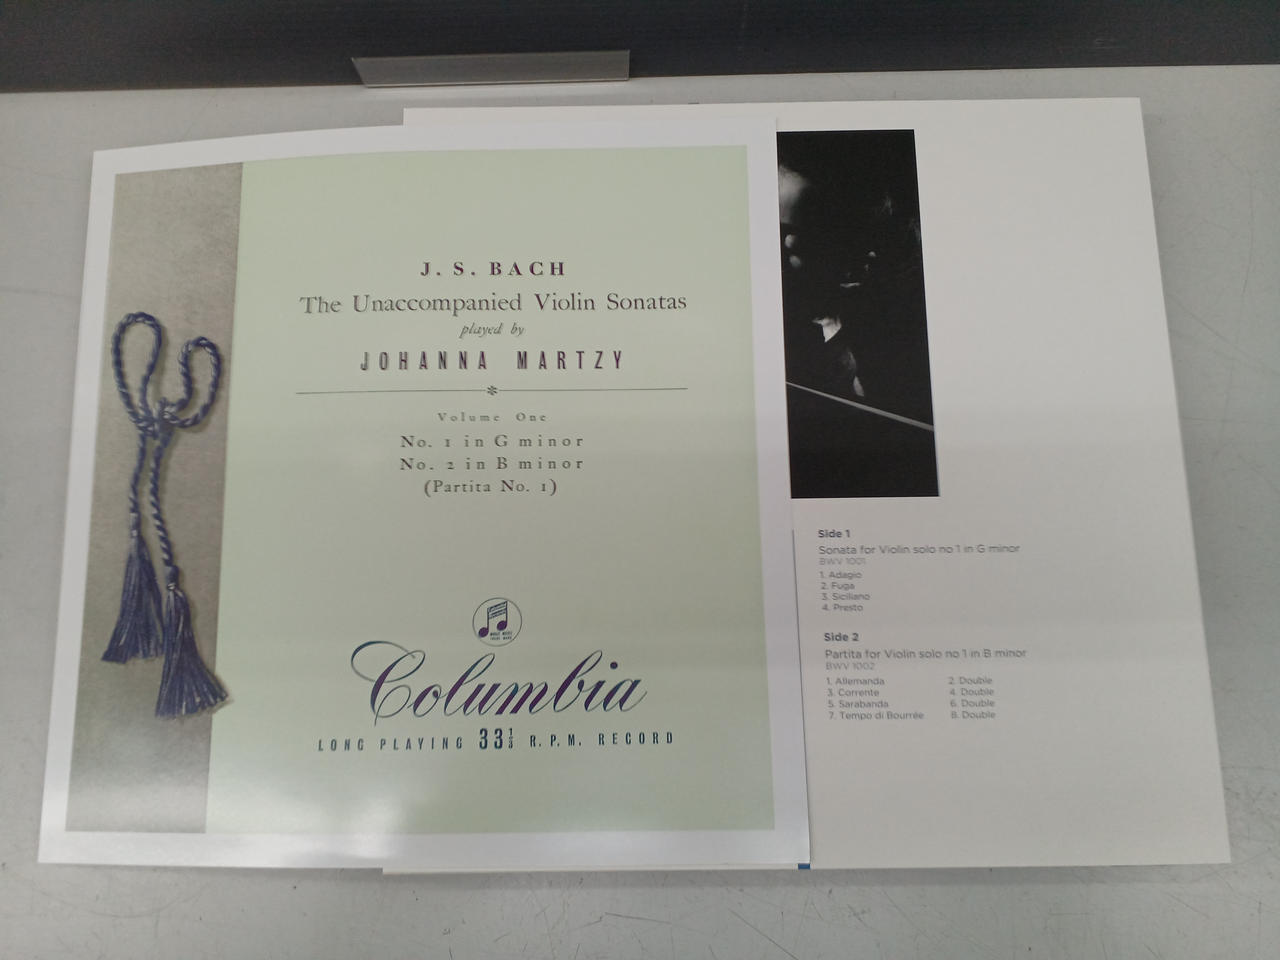 J. S. BACH
The Unaccompanied Violin Sonatas
played by
JOHANNA MARTZY
Volume One
No. 1 in G minor
No. 2 in B minor
(Partita No. 1)
Columbia
LONG PLAYING 33⅓ R.P.M. RECORD
Side 1
Sonata for Violin solo no 1 in G minor
BWV 1001
1. Adagio
2. Fuga
3. Siciliano
4. Presto
Side 2
Partita for Violin solo no 1 in B minor
BWV 1002
1. Allemanda 2. Double
3. Corrente 4. Double
5. Sarabanda 6. Double
7. Tempo di Bourrée 8. Double